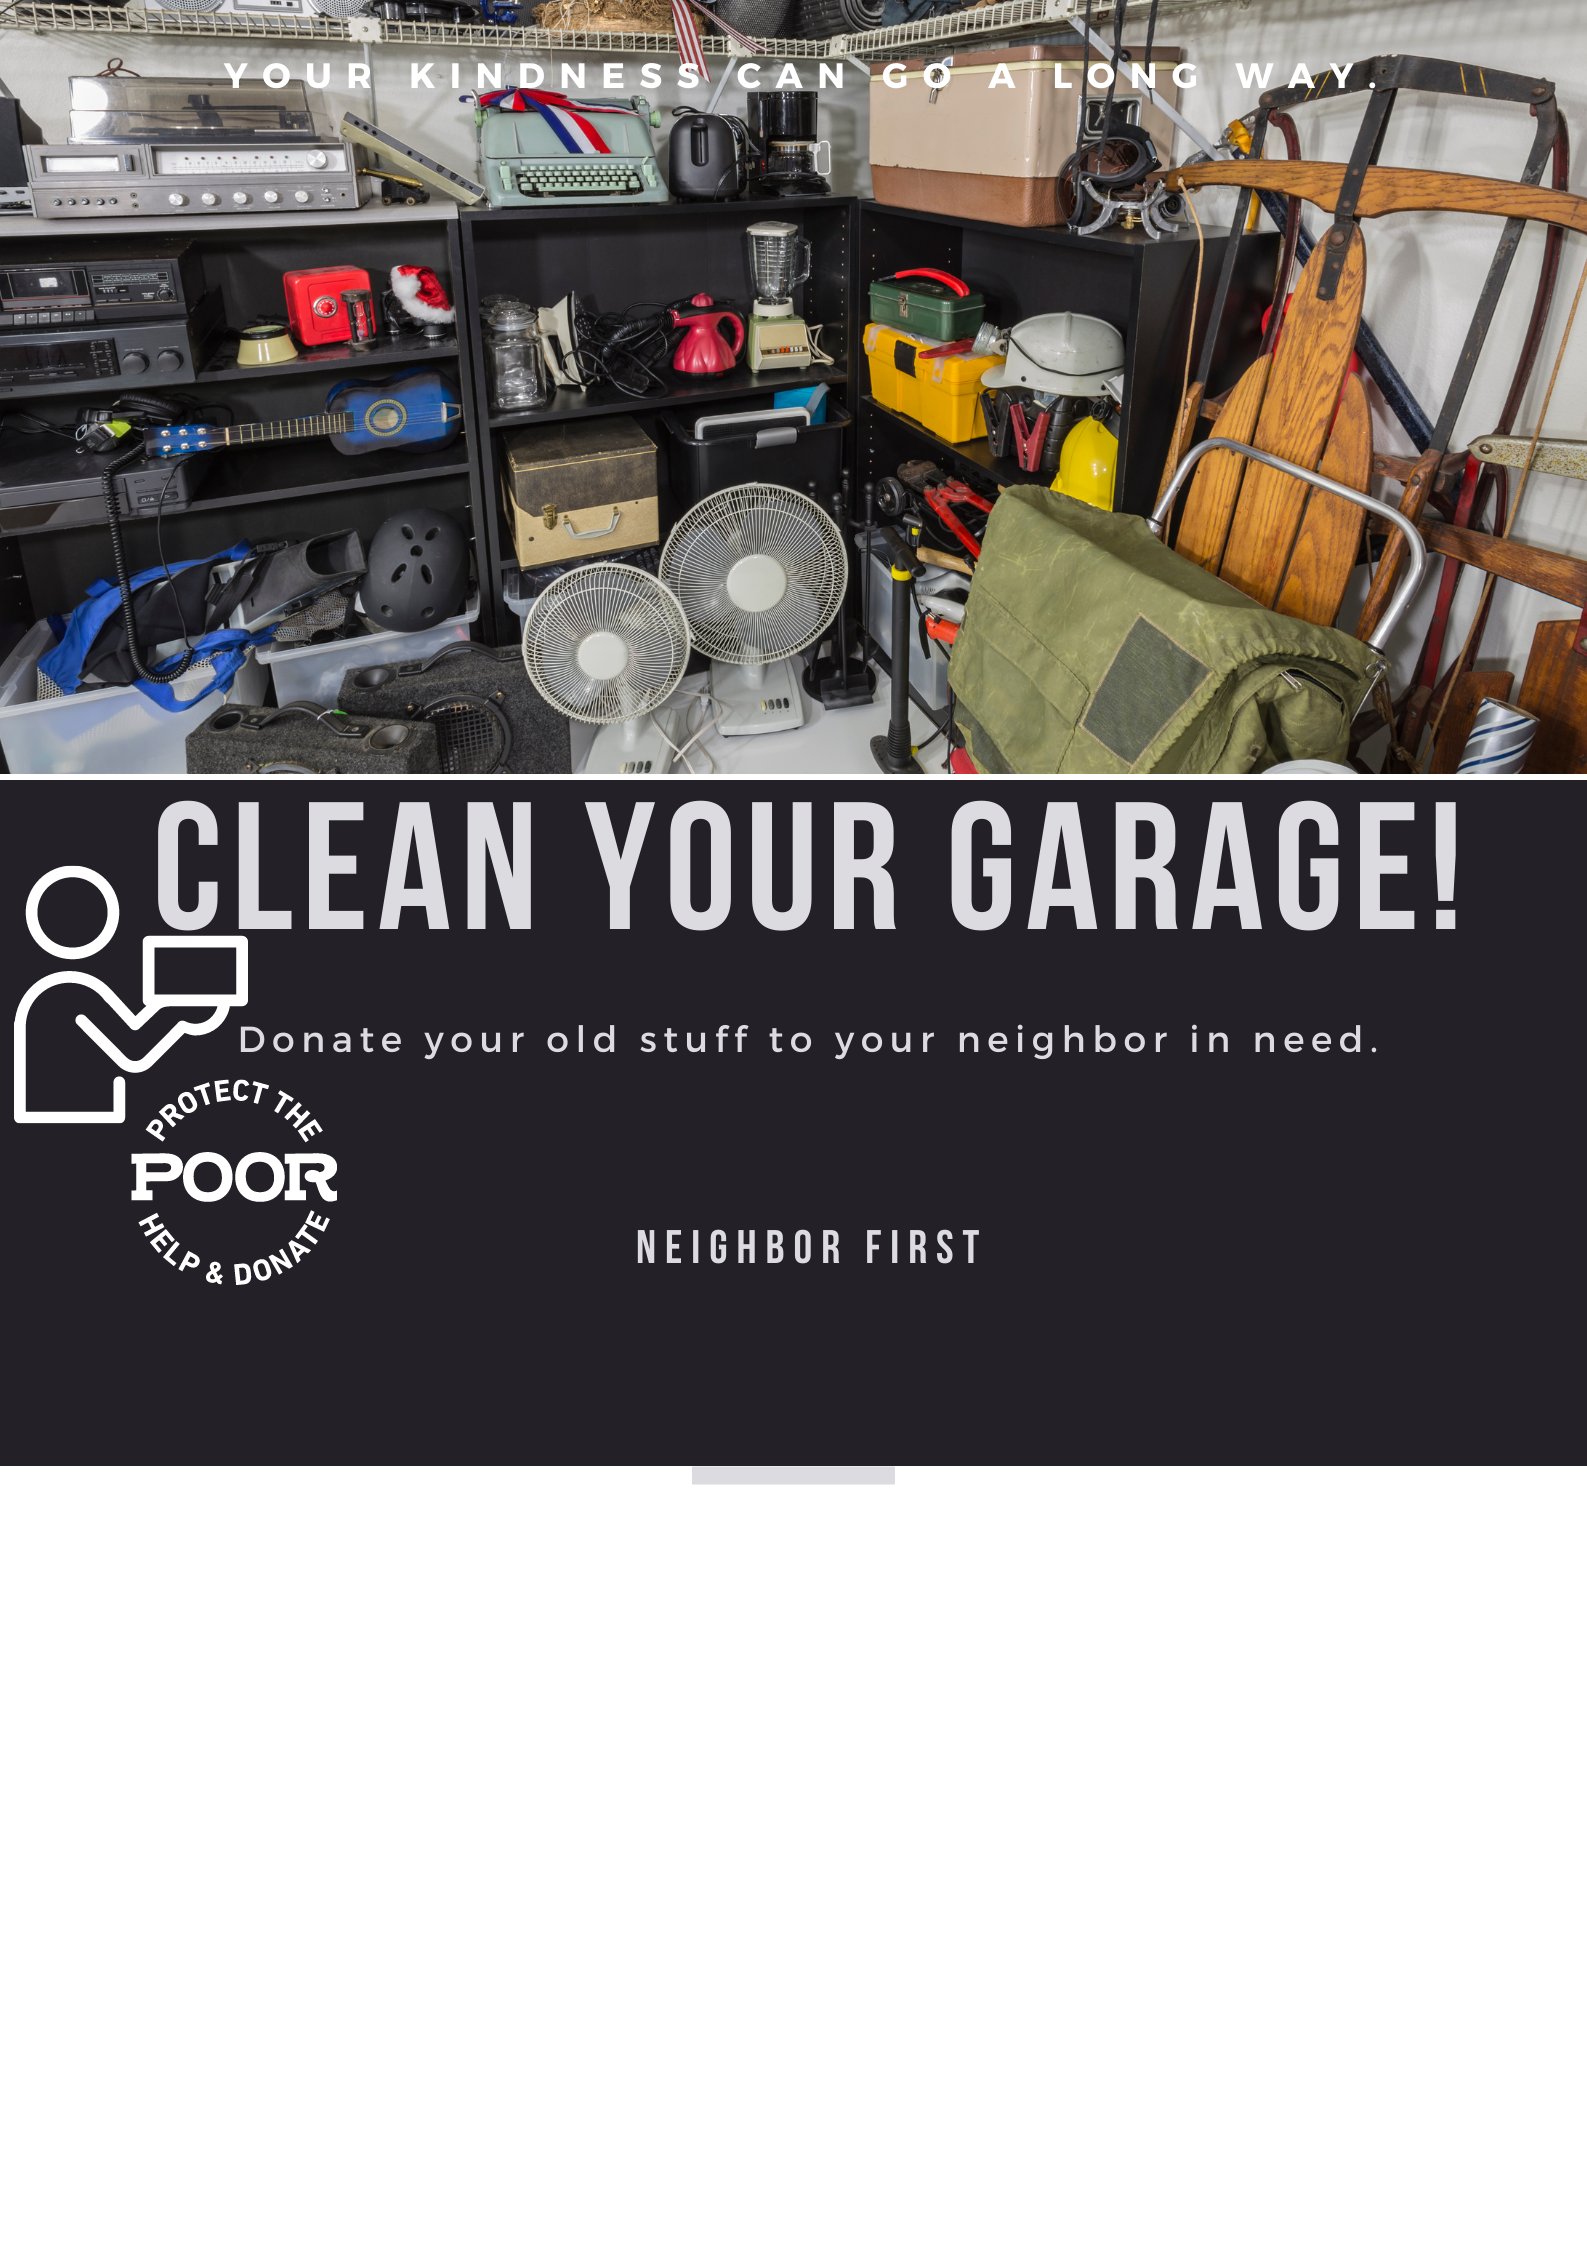 YOUR KINDNESS CAN GO A LONG WAY.
CLEAN YOUR GARAGE!
Donate your old stuff to your neighbor in need.
PROTECT THE
POOR
HELP & DONATE
NEIGHBOR FIRST